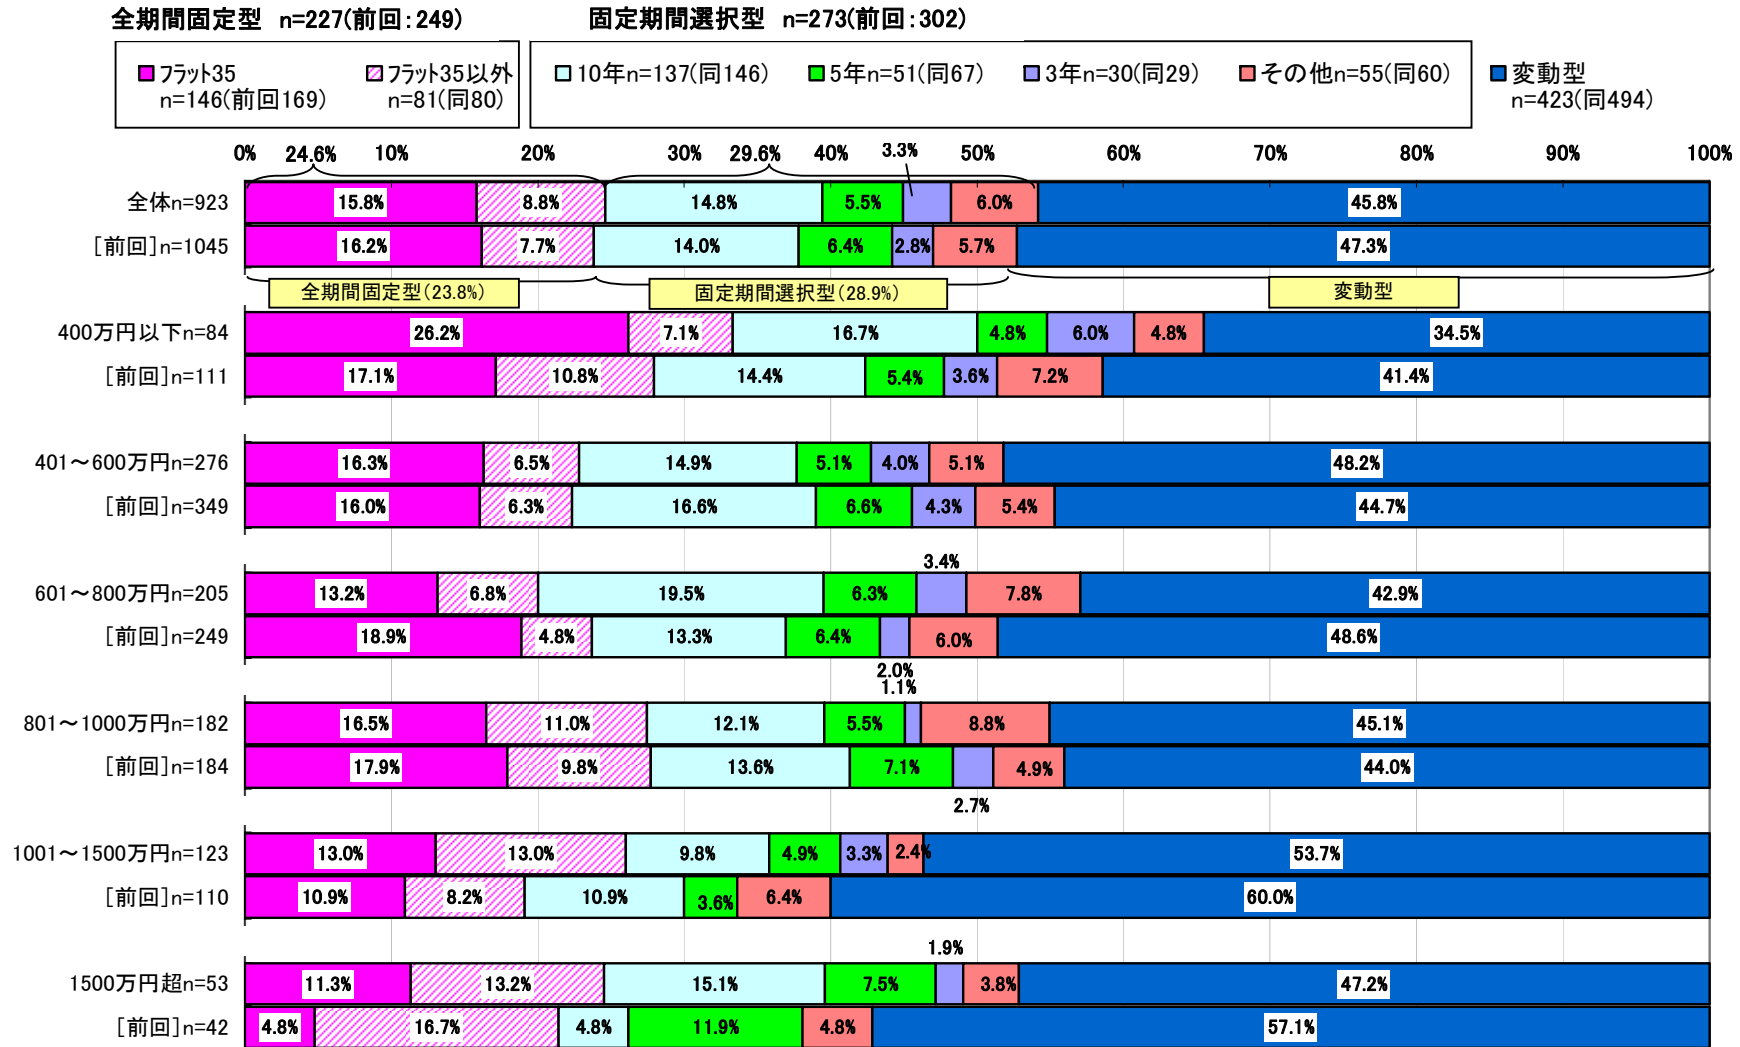 全期間固定型 n=227(前回:249) 固定期間選択型 n=273(前回:302)
フラット35 フラット35以外 10年n=137(同146) 5年n=51(同67) 3年n=30(同29) その他n=55(同60) 変動型
n=146(前回169) n=81(同80) n=423(同494)
0% 24.6% 10% 20% 30% 29.6% 40% 3.3% 50% 60% 70% 80% 90% 100%
全体n=923 15.8% 8.8% 14.8% 5.5% 6.0% 45.8%
[前回]n=1045 16.2% 7.7% 14.0% 6.4% 2.8% 5.7% 47.3%
全期間固定型(23.8%) 固定期間選択型(28.9%) 変動型
400万円以下n=84 26.2% 7.1% 16.7% 4.8% 6.0% 4.8% 34.5%
[前回]n=111 17.1% 10.8% 14.4% 5.4% 3.6% 7.2% 41.4%
401～600万円n=276 16.3% 6.5% 14.9% 5.1% 4.0% 5.1% 48.2%
[前回]n=349 16.0% 6.3% 16.6% 6.6% 4.3% 5.4% 44.7%
3.4%
601～800万円n=205 13.2% 6.8% 19.5% 6.3% 7.8% 42.9%
[前回]n=249 18.9% 4.8% 13.3% 6.4% 6.0% 48.6%
2.0%
1.1%
801～1000万円n=182 16.5% 11.0% 12.1% 5.5% 8.8% 45.1%
[前回]n=184 17.9% 9.8% 13.6% 7.1% 4.9% 44.0%
2.7%
1001～1500万円n=123 13.0% 13.0% 9.8% 4.9% 3.3% 2.4% 53.7%
[前回]n=110 10.9% 8.2% 10.9% 3.6% 6.4% 60.0%
1.9%
1500万円超n=53 11.3% 13.2% 15.1% 7.5% 3.8% 47.2%
[前回]n=42 4.8% 16.7% 4.8% 11.9% 4.8% 57.1%